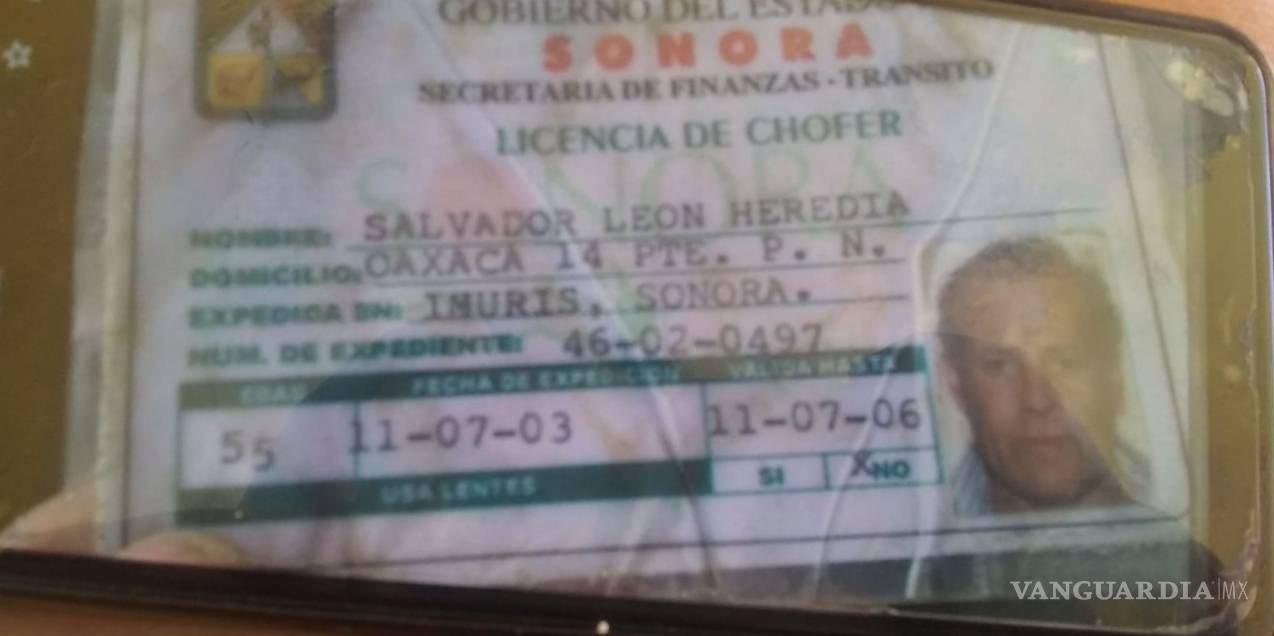 GOBIERNO DEL ESTADO
SONORA
SECRETARIA DE FINANZAS - TRANSITO
LICENCIA DE CHOFER
SONORA
NOMBRE: SALVADOR LEON HEREDIA
DOMICILIO: OAXACA 14 PTE. P. N.
EXPEDIDA EN: IMURIS, SONORA.
NUM. DE EXPEDIENTE: 46-02-0497
EDAD FECHA DE EXPEDICION VALIDA HASTA
55 11-07-03 11-07-06
USA LENTES SI XNO
VANGUARDIA|MX